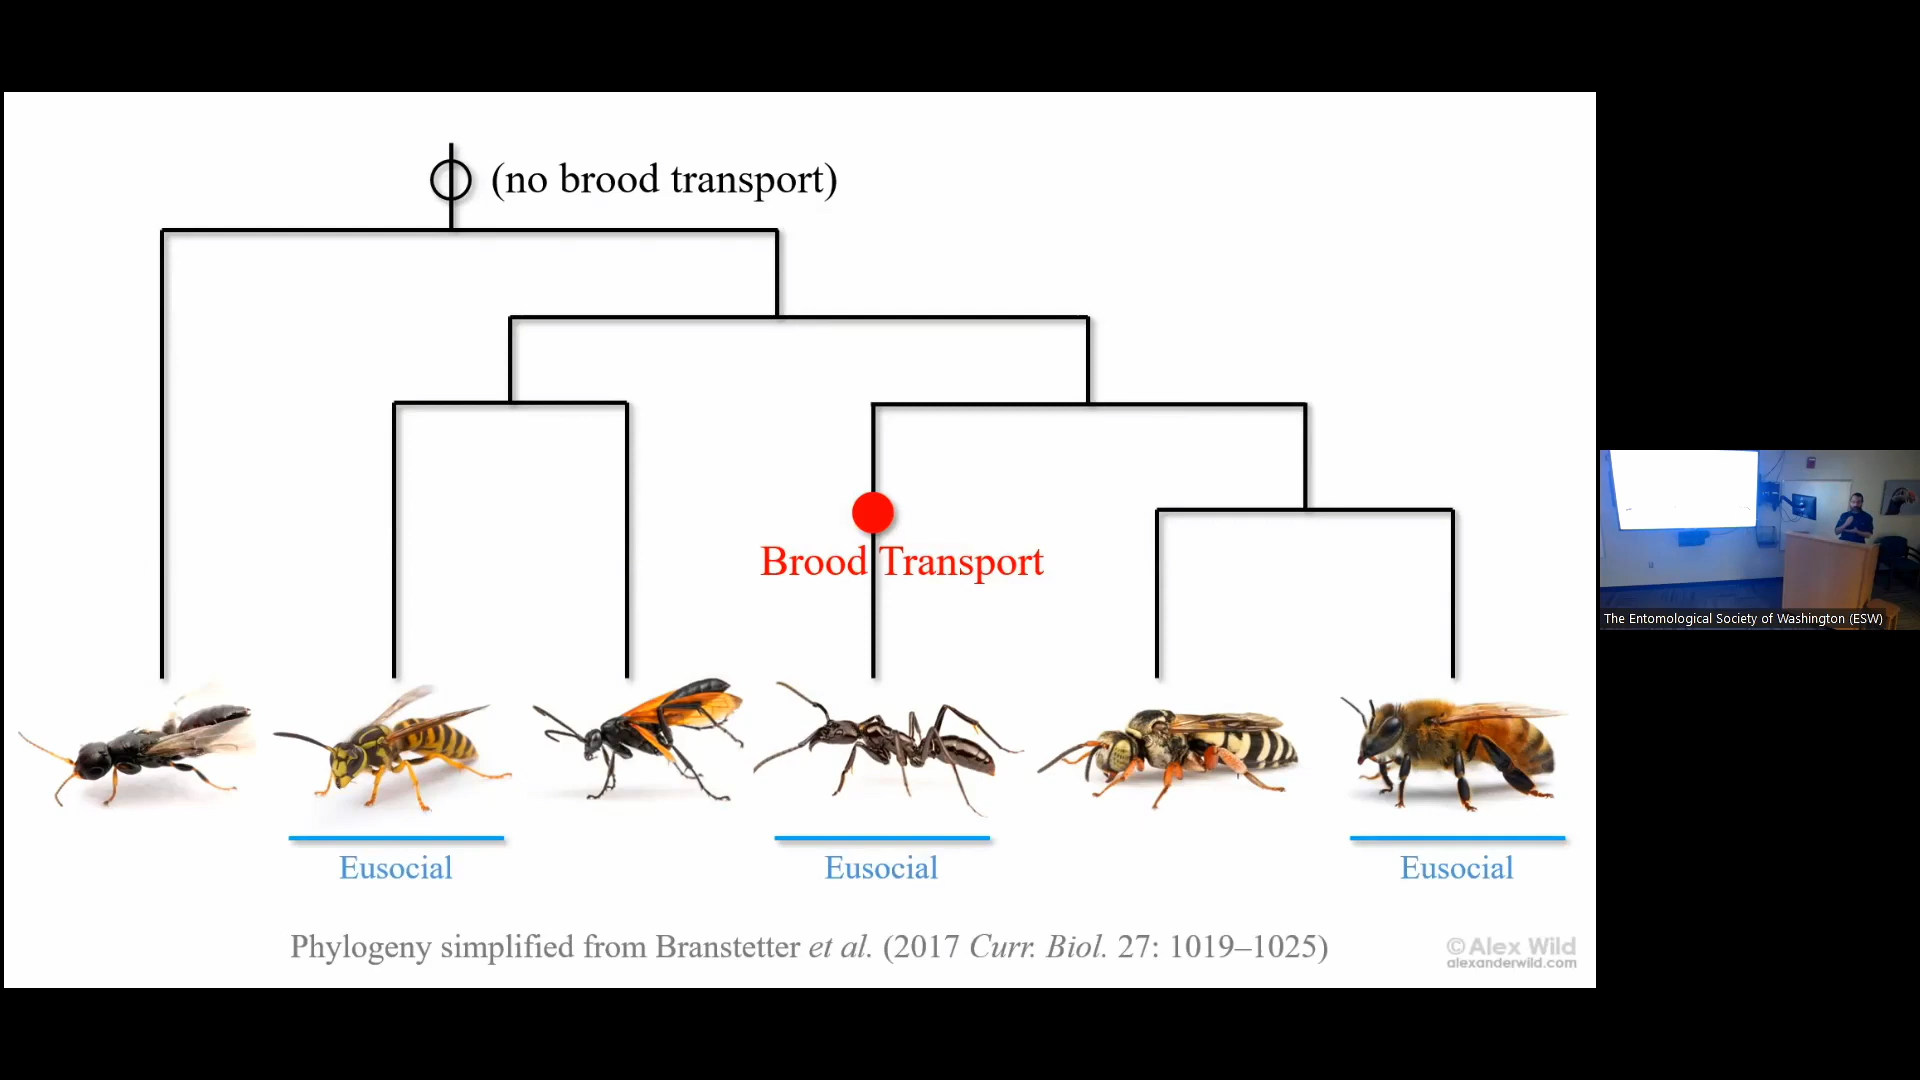 (no brood transport)
Brood Transport
Eusocial
Eusocial
Eusocial
Phylogeny simplified from Branstetter et al. (2017 Curr. Biol. 27: 1019–1025)
©Alex Wild
alexanderwild.com
The Entomological Society of Washington (ESW)